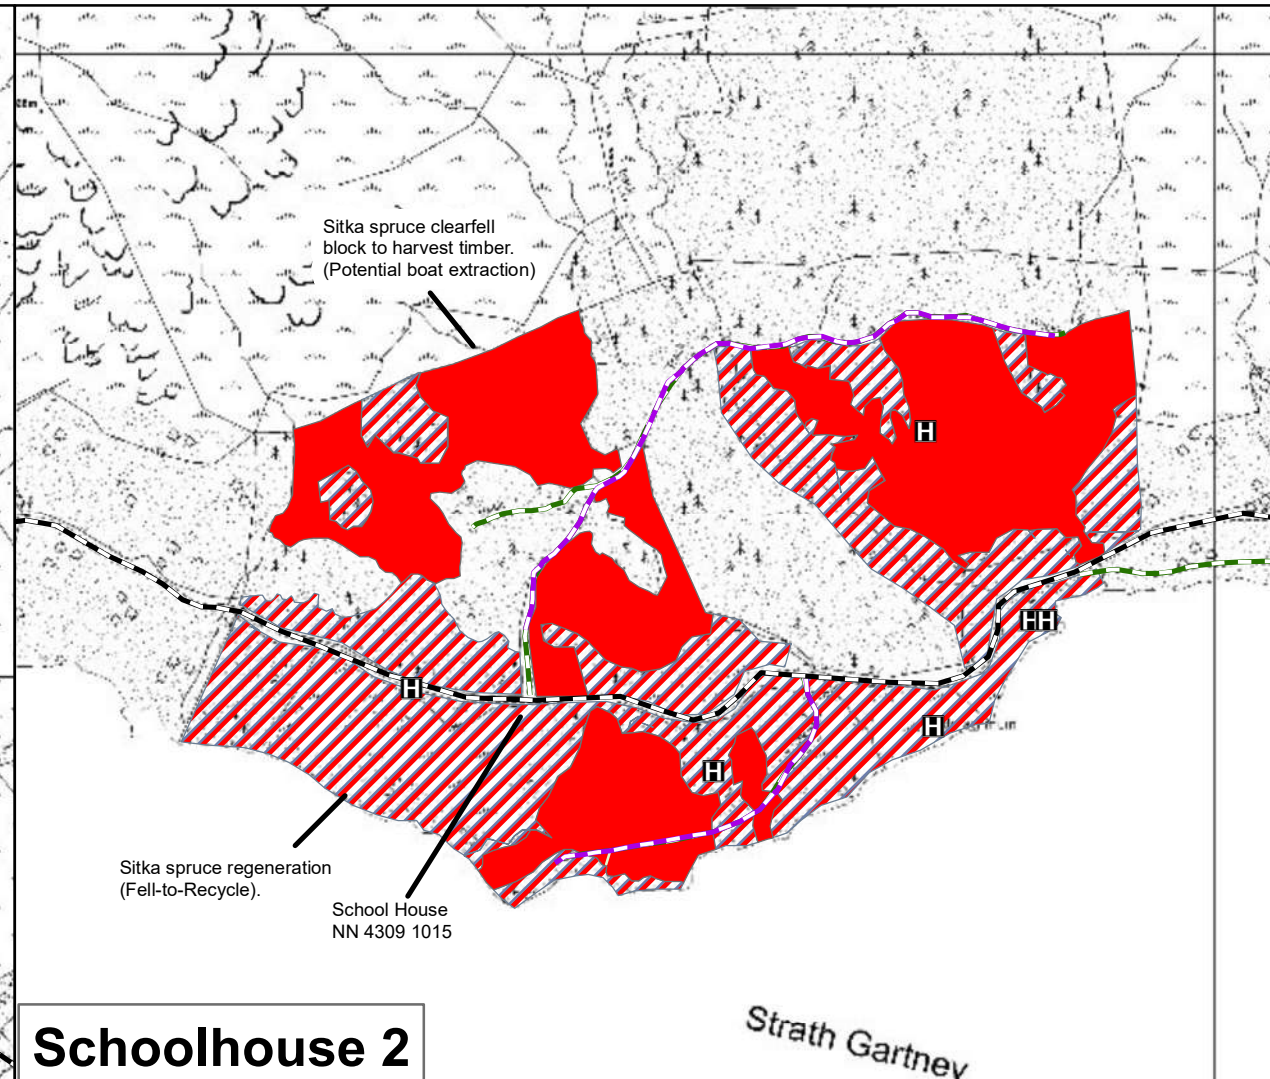 Sitka spruce clearfell
block to harvest timber.
(Potential boat extraction)
H
H
HH
H
H
Sitka spruce regeneration
(Fell-to-Recycle).
School House
NN 4309 1015
Schoolhouse 2
Strath Gartney